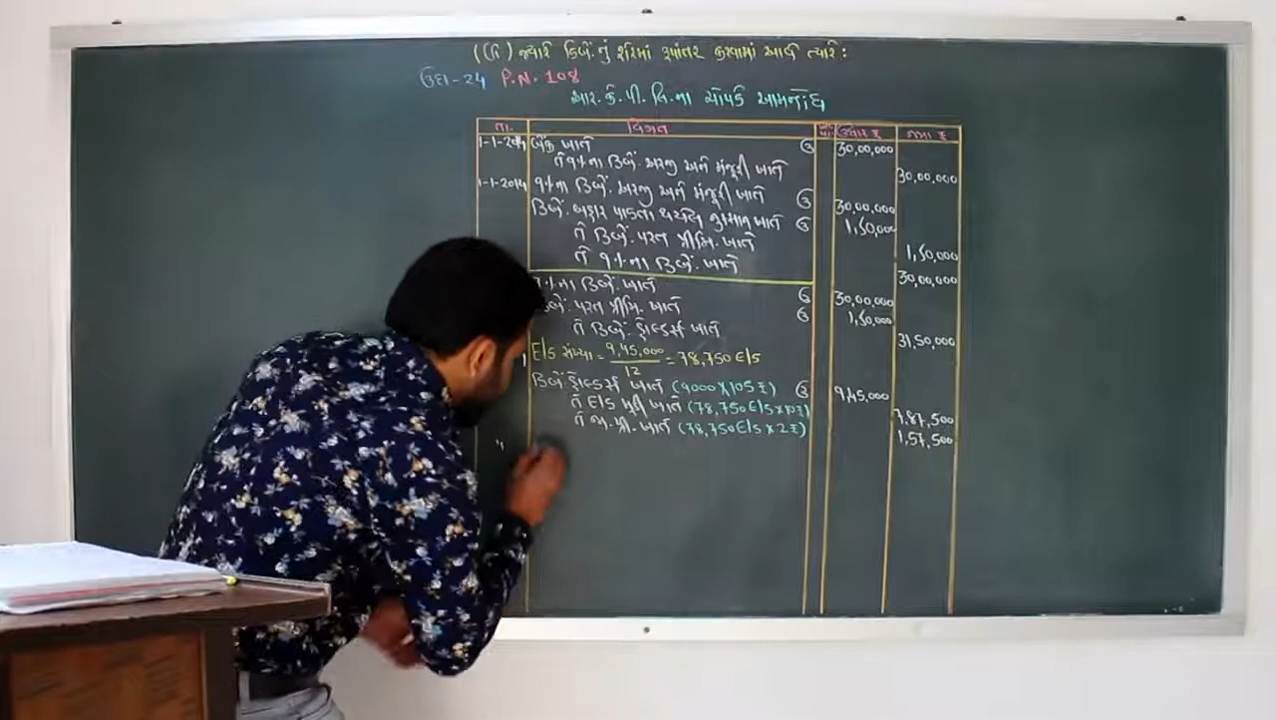 ((૮) જ્યારે ડિબેં.નું શેરમાં રૂપાંતર કરવામાં આવે ત્યારે:
ઉદા-24 P.N. 108
આર.કે.પી.લિ.ના ચોપડે આમનોંધ
તા. વિગત ઉધાર ₹ જમા ₹
1-1-2014 બેંક ખાતે ઉ 30,00,000
તે ૧%ના ડિબેં. અરજી અને મંજૂરી ખાતે 30,00,000
1-1-2014 ૧%ના ડિબેં. અરજી અને મંજૂરી ખાતે ઉ 30,00,000
ડિબેં. બહાર પાડતા થયેલ નુકસાન ખાતે ઉ 1,50,000
તે ડિબેં. પરત પ્રીમિ. ખાતે 1,50,000
તે ૧%ના ડિબેં. ખાતે 30,00,000
%ના ડિબેં. ખાતે ઉ 30,00,000
ડિબેં. પરત પ્રીમિ. ખાતે ઉ 1,50,000
તે ડિબેં. હોલ્ડર્સ ખાતે 31,50,000
E/S સંખ્યા = 9,45,000 / 12 = 78,750 E/S
ડિબેં હોલ્ડર્સ ખાતે (9000 X 105 ₹) ઉ 9,45,000
તે E/S મૂડી ખાતે (78,750 E/S x 10 ₹) 7,87,500
તે જા. પ્રી. ખાતે (78,750 E/S x 2 ₹) 1,57,500
"